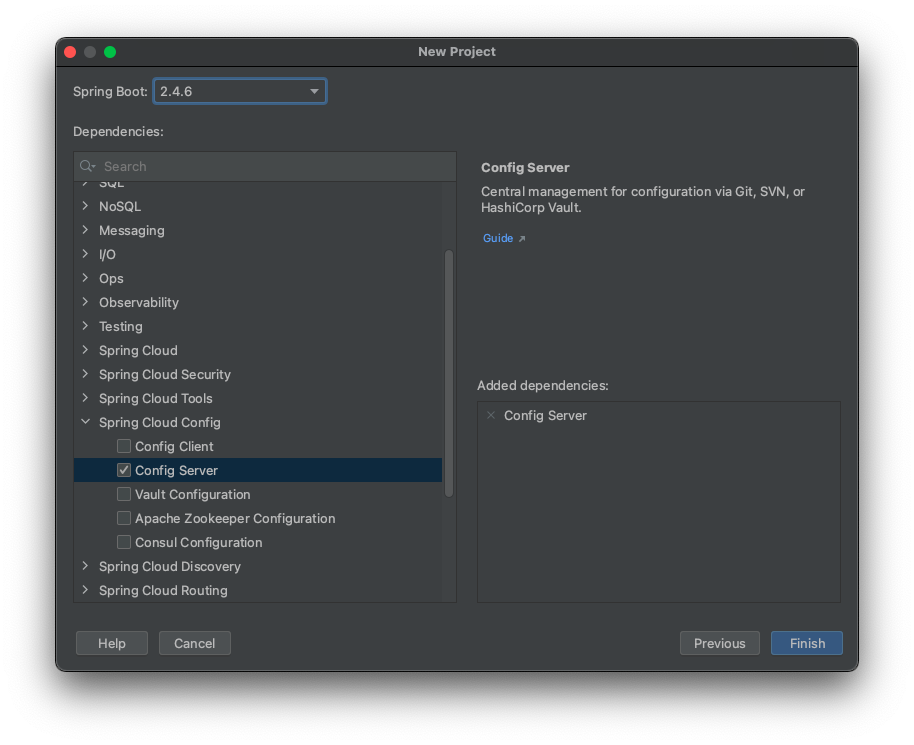 New Project
Spring Boot: 2.4.6
Dependencies:
Search
SQL
NoSQL
Messaging
I/O
Ops
Observability
Testing
Spring Cloud
Spring Cloud Security
Spring Cloud Tools
Spring Cloud Config
Config Client
Config Server
Vault Configuration
Apache Zookeeper Configuration
Consul Configuration
Spring Cloud Discovery
Spring Cloud Routing
Config Server
Central management for configuration via Git, SVN, or
HashiCorp Vault.
Guide
Added dependencies:
Config Server
Help Cancel Previous Finish